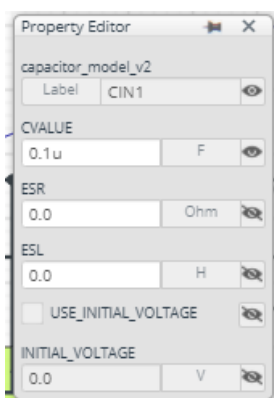 Property Editor
capacitor_model_v2
Label CIN1
CVALUE
0.1u F
ESR
0.0 Ohm
ESL
0.0 H
USE_INITIAL_VOLTAGE
INITIAL_VOLTAGE
0.0 V